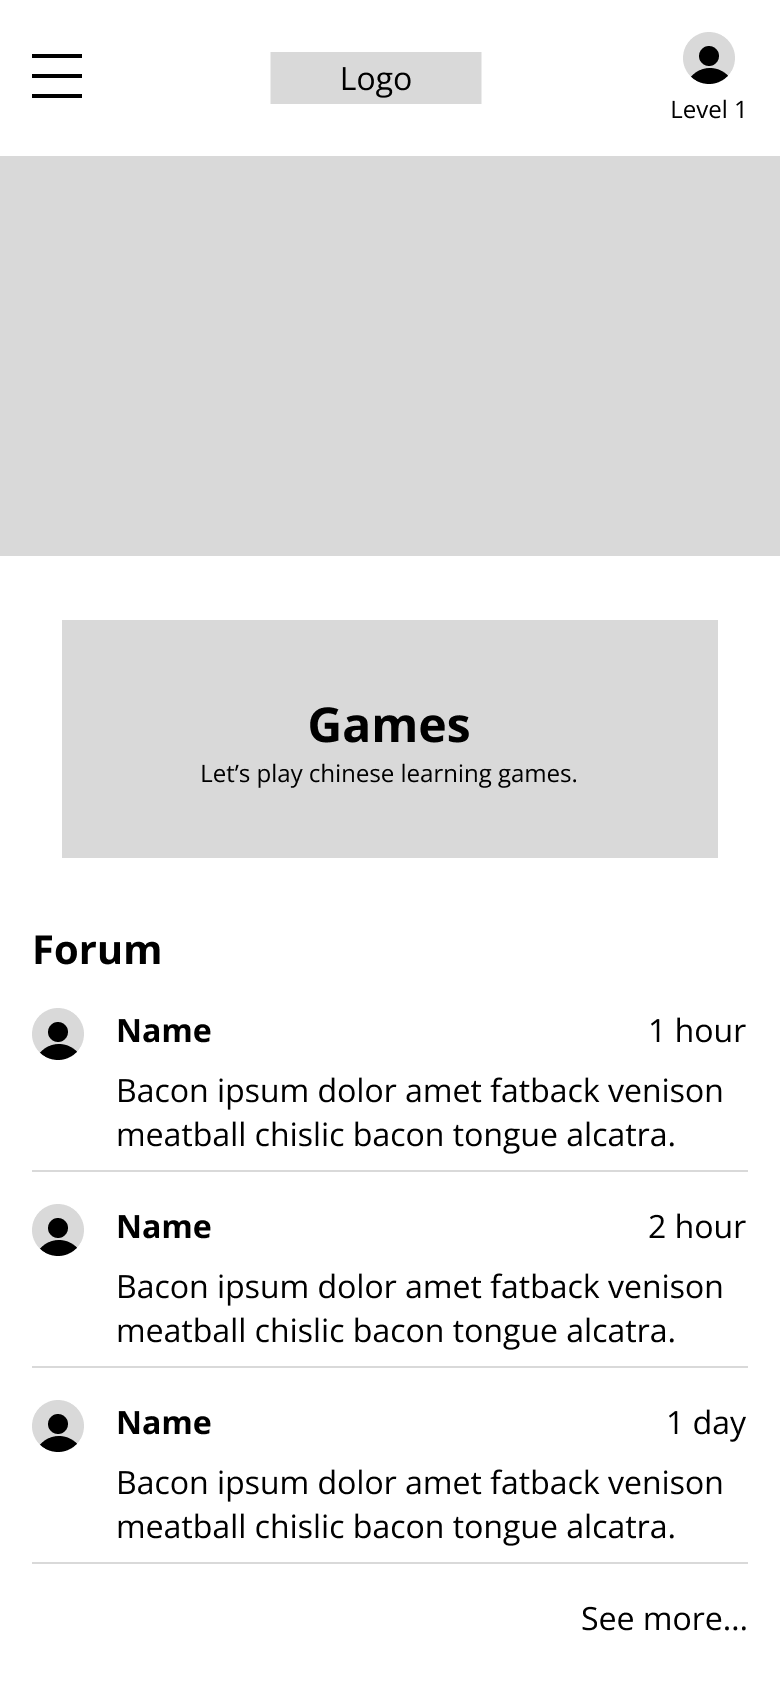 Logo
Level 1
Games
Let’s play chinese learning games.
Forum
Name 1 hour
Bacon ipsum dolor amet fatback venison
meatball chislic bacon tongue alcatra.
Name 2 hour
Bacon ipsum dolor amet fatback venison
meatball chislic bacon tongue alcatra.
Name 1 day
Bacon ipsum dolor amet fatback venison
meatball chislic bacon tongue alcatra.
See more...